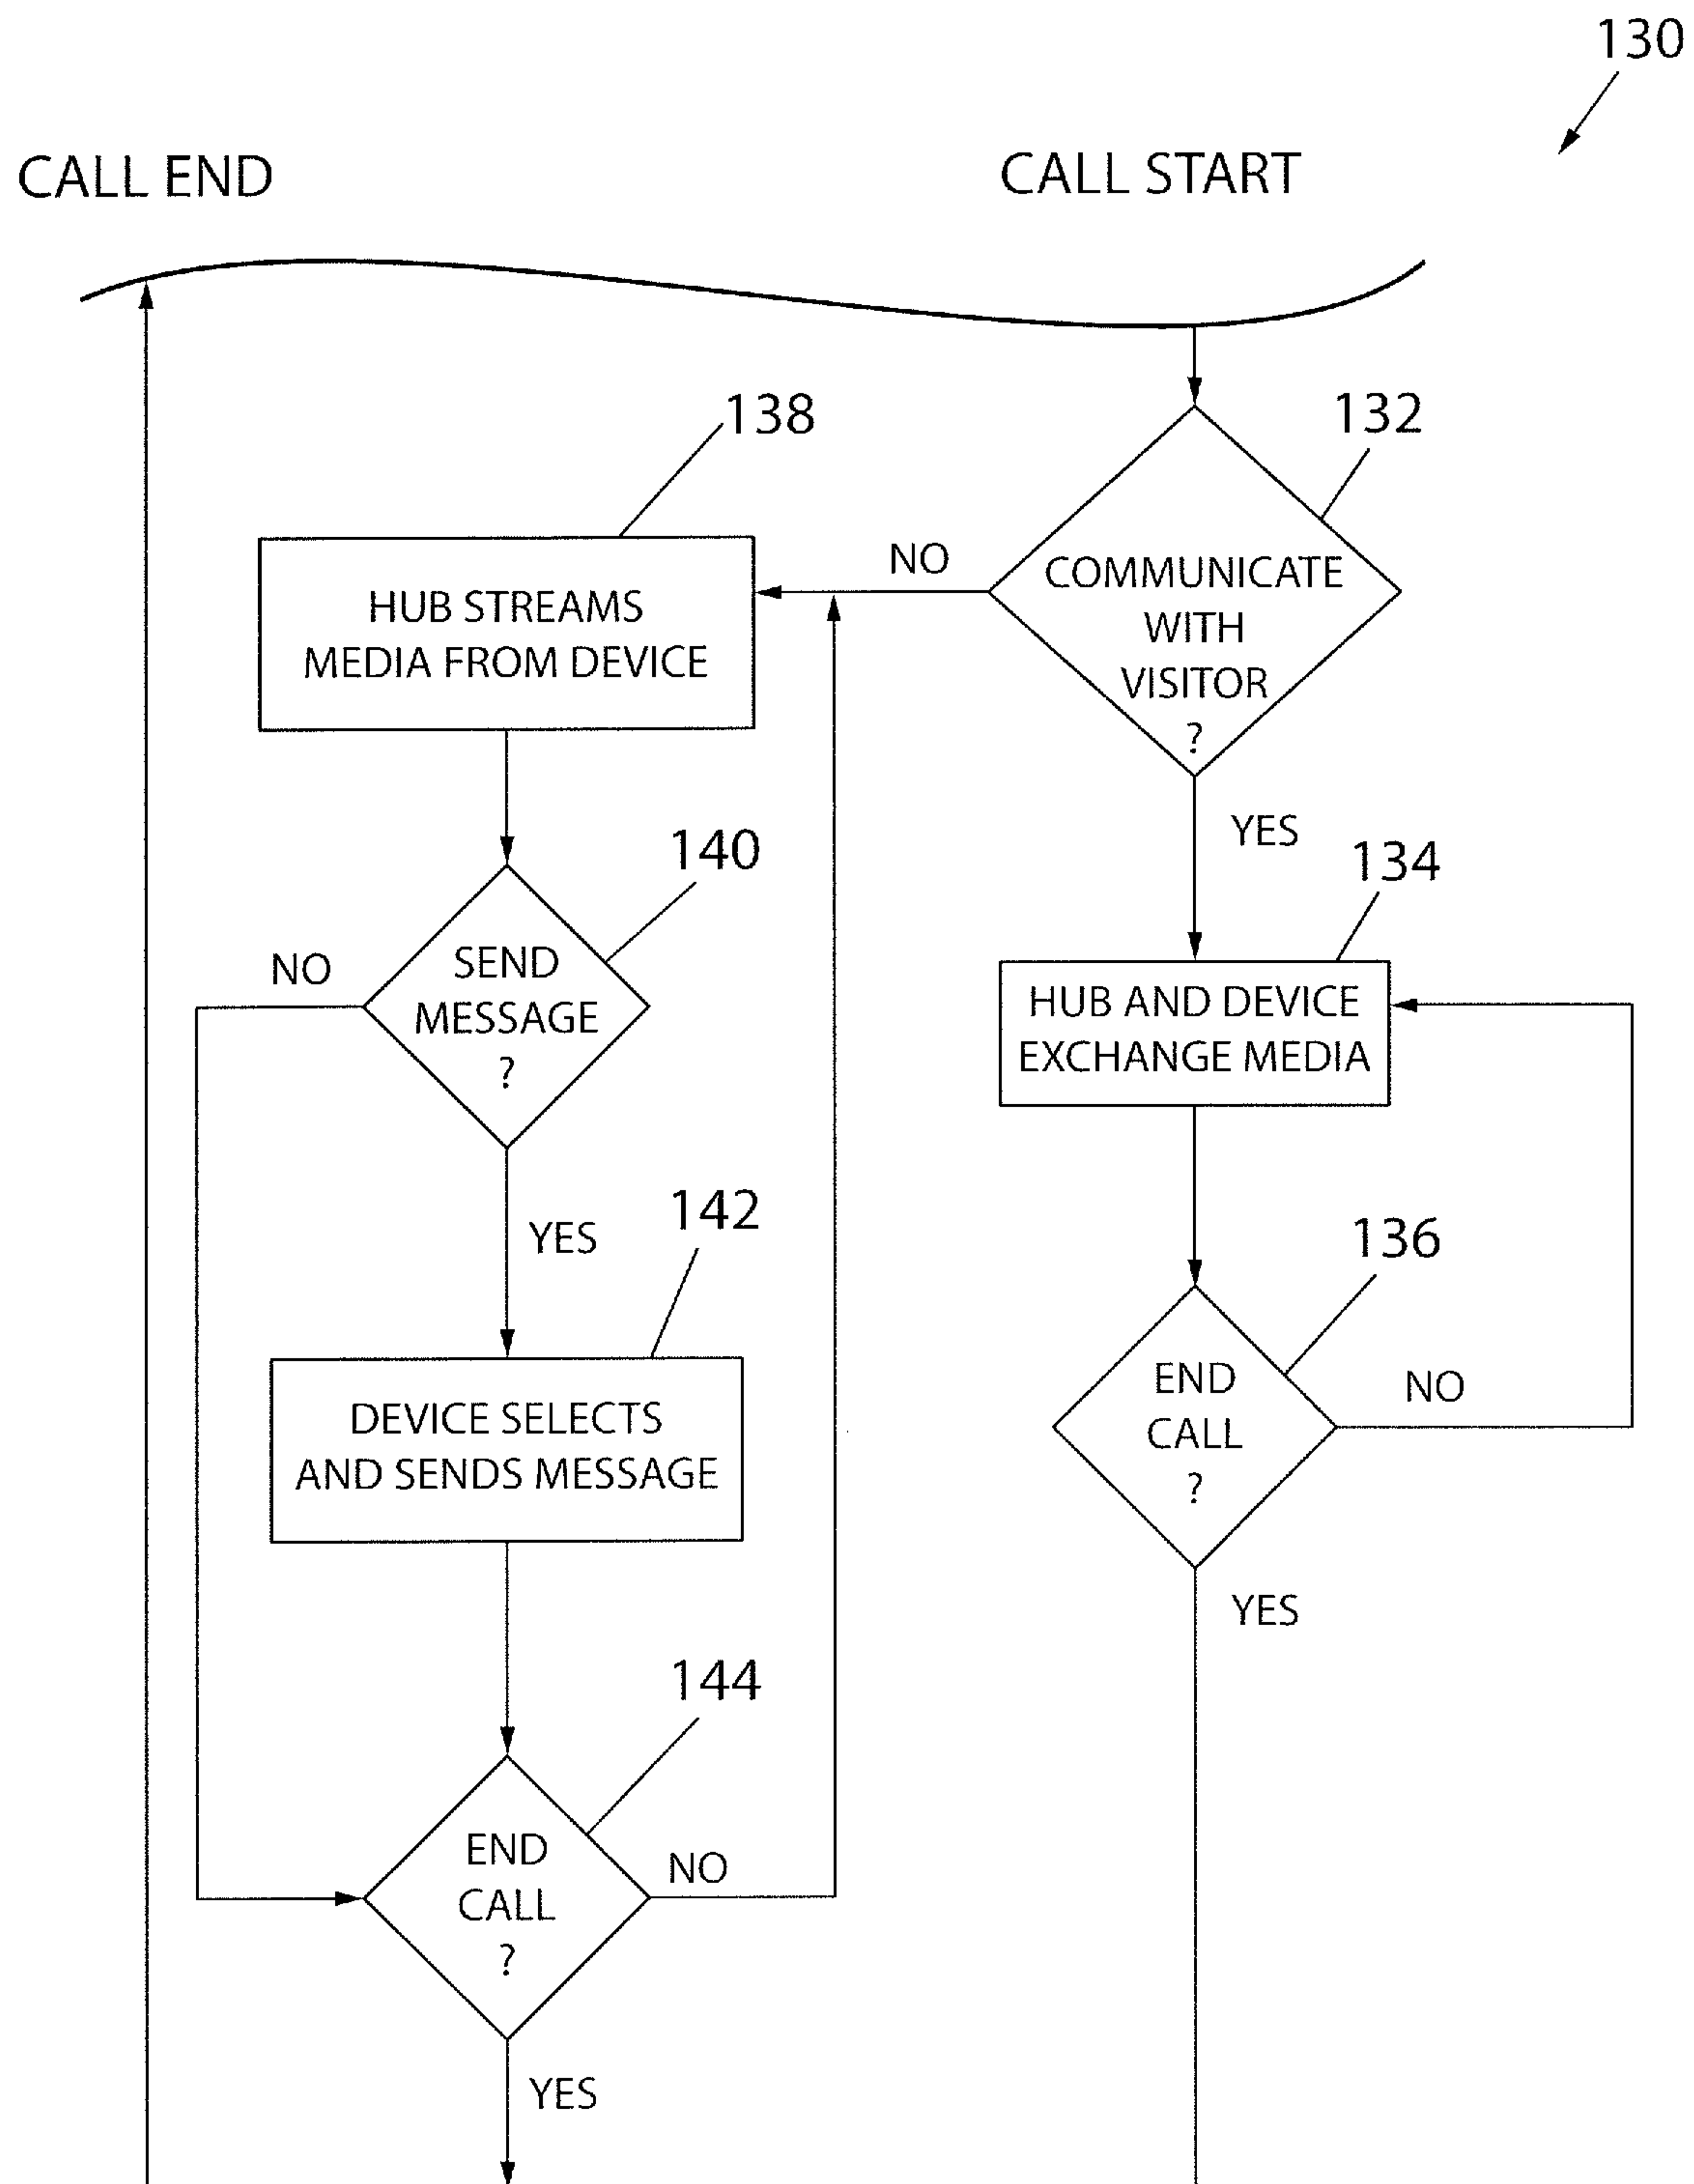 130
CALL END
CALL START
138
132
NO
COMMUNICATE
WITH
VISITOR
?
HUB STREAMS
MEDIA FROM DEVICE
YES
140
134
NO
SEND
MESSAGE
?
HUB AND DEVICE
EXCHANGE MEDIA
142
YES
136
END
CALL
?
NO
DEVICE SELECTS
AND SENDS MESSAGE
YES
144
END
CALL
?
NO
YES